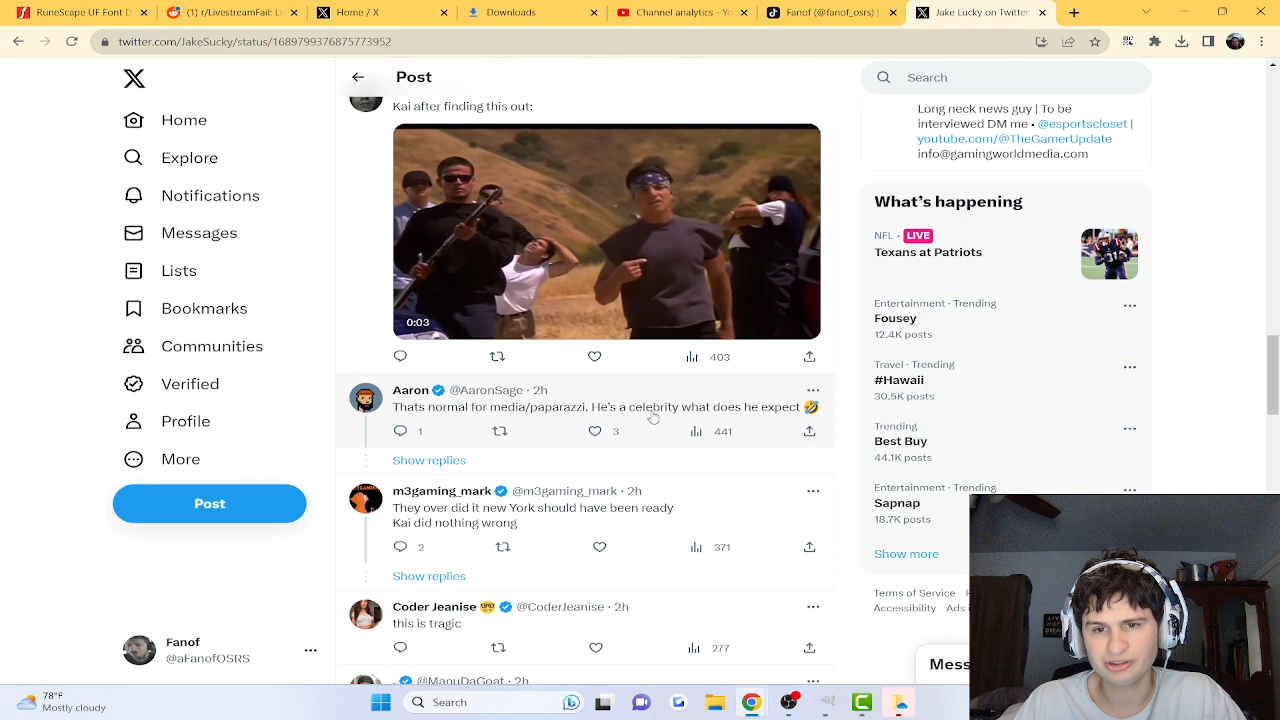 RuneScape UF Font D
(1) r/LivestreamFail: L
Home / X
Downloads
Channel analytics - Yo
Fanof (@fanof_osrs) |
Jake Lucky on Twitter:
twitter.com/JakeSucky/status/1689799376875773952
Post
Search
Home
Explore
Notifications
Messages
Lists
Bookmarks
Communities
Verified
Profile
More
Post
Fanof
@aFanofOSRS
Kai after finding this out:
0:03
403
Aaron @AaronSage · 2h
Thats normal for media/paparazzi. He's a celebrity what does he expect 🤣
1
3
441
Show replies
m3gaming_mark @m3gaming_mark · 2h
They over did it new York should have been ready
Kai did nothing wrong
2
371
Show replies
Coder Jeanise 🤓 @CoderJeanise · 2h
this is tragic
277
@ManuDaGoat · 2h
Long neck news guy | To be
interviewed DM me • @esportscloset |
youtube.com/@TheGamerUpdate
info@gamingworldmedia.com
What's happening
NFL · LIVE
Texans at Patriots
Entertainment · Trending
Fousey
12.4K posts
Travel · Trending
#Hawaii
30.5K posts
Trending
Best Buy
44.1K posts
Entertainment · Trending
Sapnap
18.7K posts
Show more
Terms of Service
Accessibility Ads i
Mess
78°F
Mostly cloudy
Search